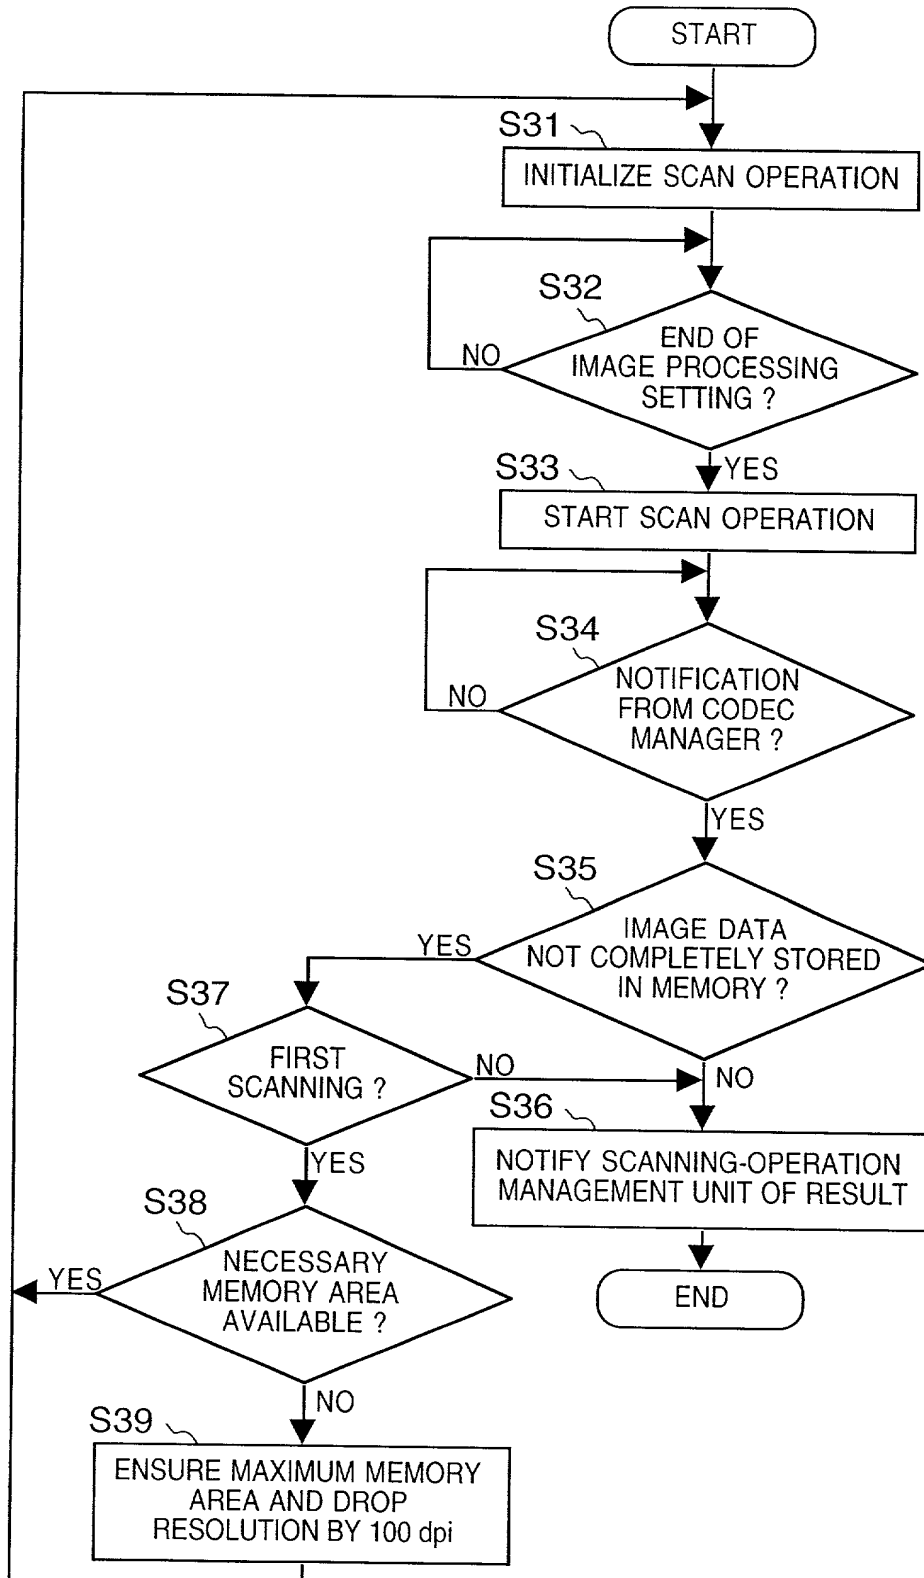 START
S31
INITIALIZE SCAN OPERATION
S32
END OF
IMAGE PROCESSING
SETTING ?
NO
YES
S33
START SCAN OPERATION
S34
NOTIFICATION
FROM CODEC
MANAGER ?
NO
YES
S35
IMAGE DATA
NOT COMPLETELY STORED
IN MEMORY ?
YES
NO
S37
FIRST
SCANNING ?
NO
YES
S36
NOTIFY SCANNING-OPERATION
MANAGEMENT UNIT OF RESULT
END
S38
NECESSARY
MEMORY AREA
AVAILABLE ?
YES
NO
S39
ENSURE MAXIMUM MEMORY
AREA AND DROP
RESOLUTION BY 100 dpi